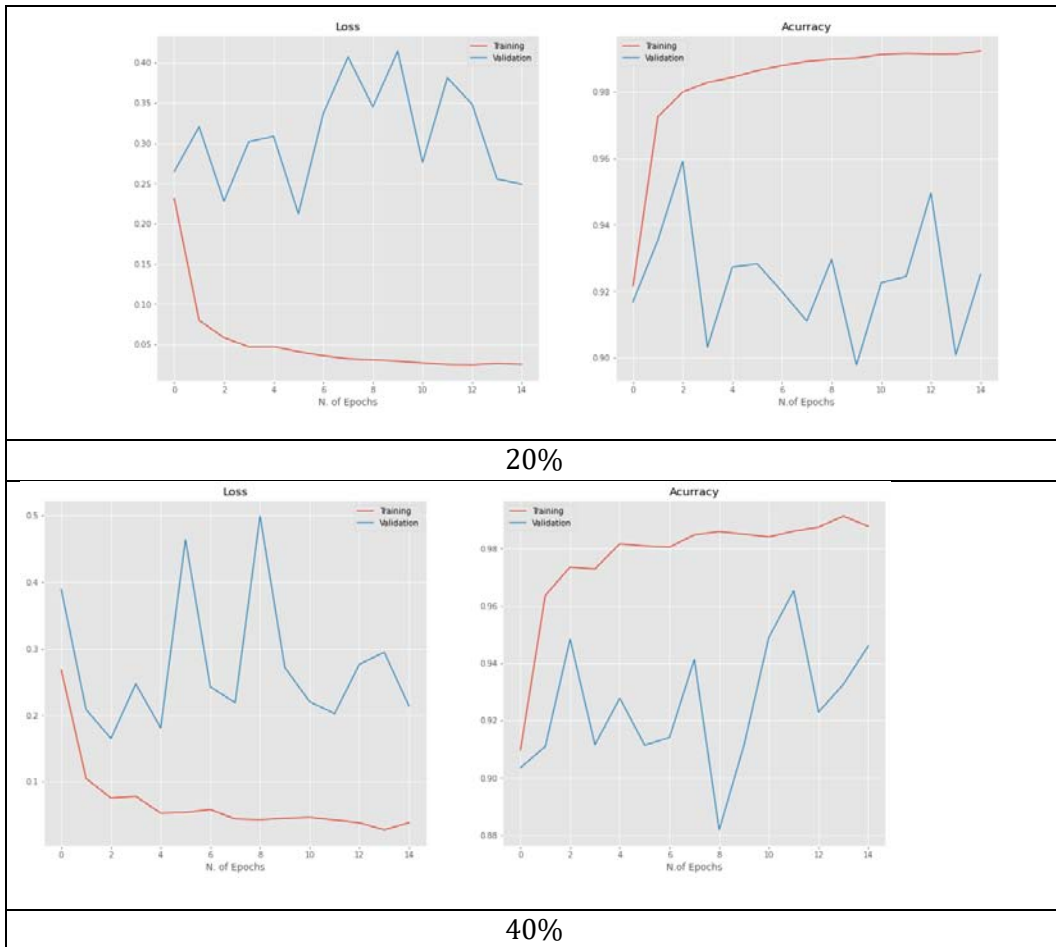 Loss
Training
Validation
0.40
0.35
0.30
0.25
0.20
0.15
0.10
0.05
0 2 4 6 8 10 12 14
N. of Epochs
Acurracy
Training
Validation
0.98
0.96
0.94
0.92
0.90
0 2 4 6 8 10 12 14
N.of Epochs
20%
Loss
Training
Validation
0.5
0.4
0.3
0.2
0.1
0 2 4 6 8 10 12 14
N. of Epochs
Acurracy
Training
Validation
0.98
0.96
0.94
0.92
0.90
0.88
0 2 4 6 8 10 12 14
N.of Epochs
40%